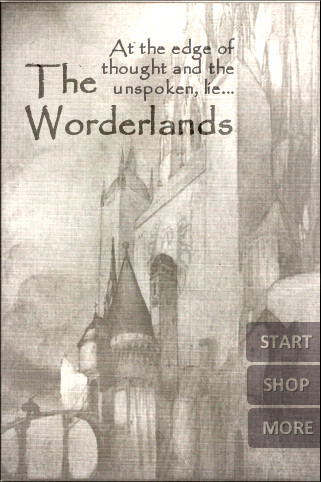 At the edge of
thought and the
unspoken, lie...
The
Worderlands
START
SHOP
MORE